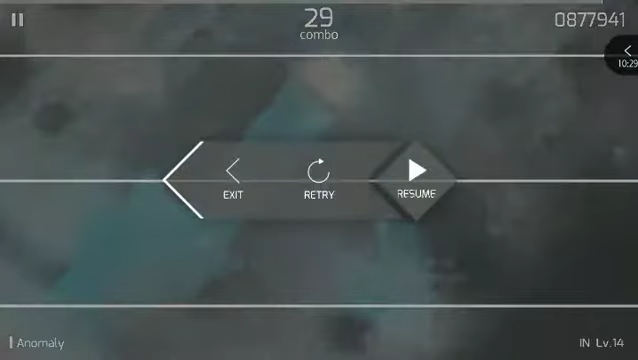 29
combo
0877941
10:29
EXIT
RETRY
RESUME
Anomaly
IN Lv.14